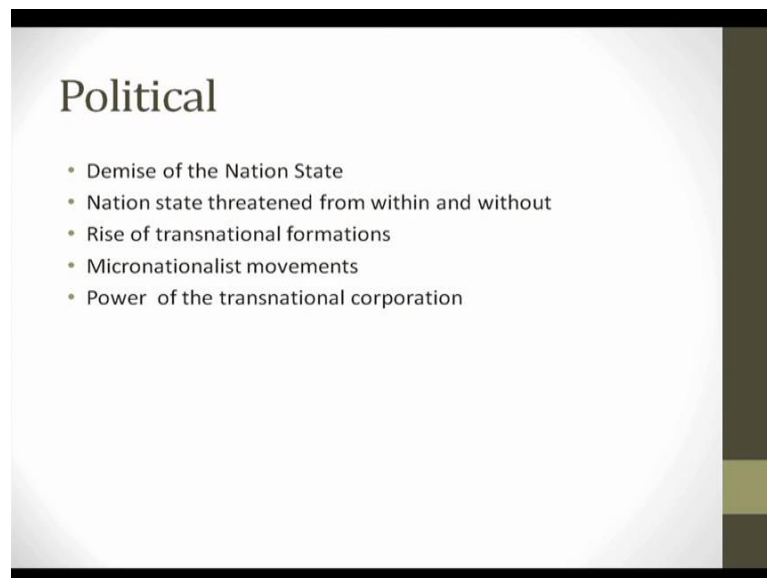 Political
• Demise of the Nation State
• Nation state threatened from within and without
• Rise of transnational formations
• Micronationalist movements
• Power  of the transnational corporation